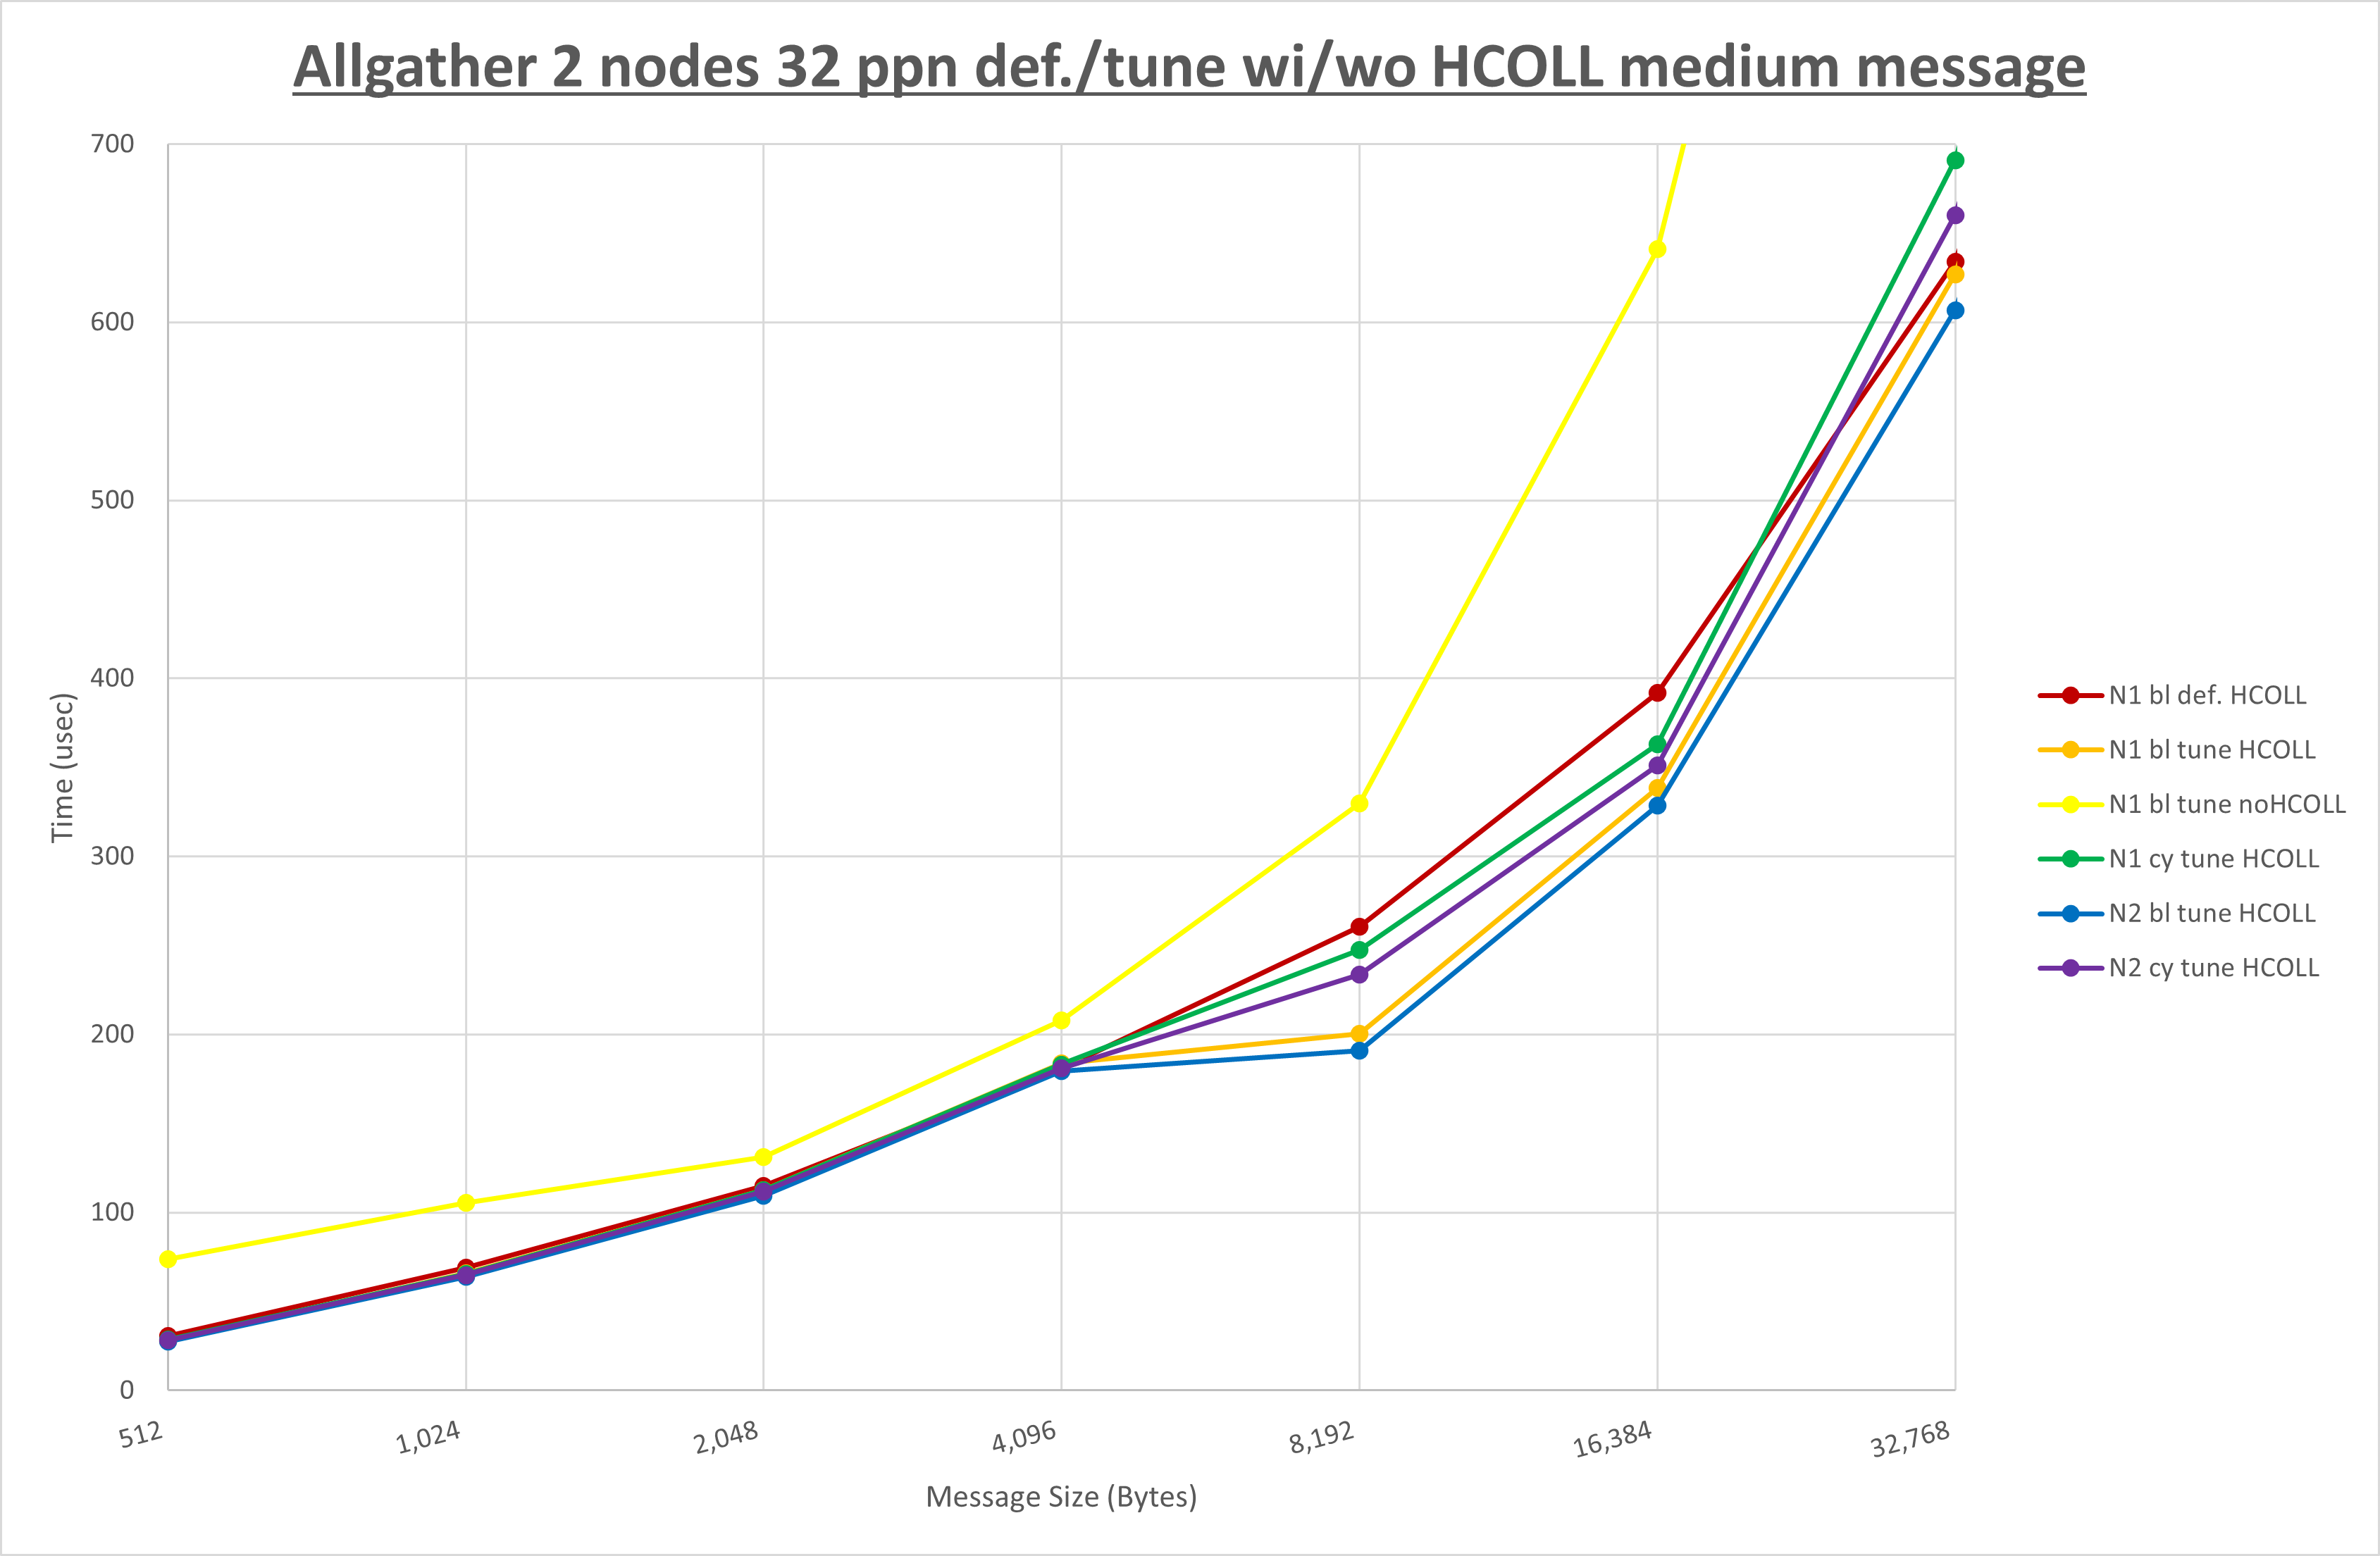 Allgather 2 nodes 32 ppn def./tune wi/wo HCOLL medium message
700
600
500
400
300
200
100
0
Time (usec)
512
1,024
2,048
4,096
8,192
16,384
32,768
Message Size (Bytes)
N1 bl def. HCOLL
N1 bl tune HCOLL
N1 bl tune noHCOLL
N1 cy tune HCOLL
N2 bl tune HCOLL
N2 cy tune HCOLL